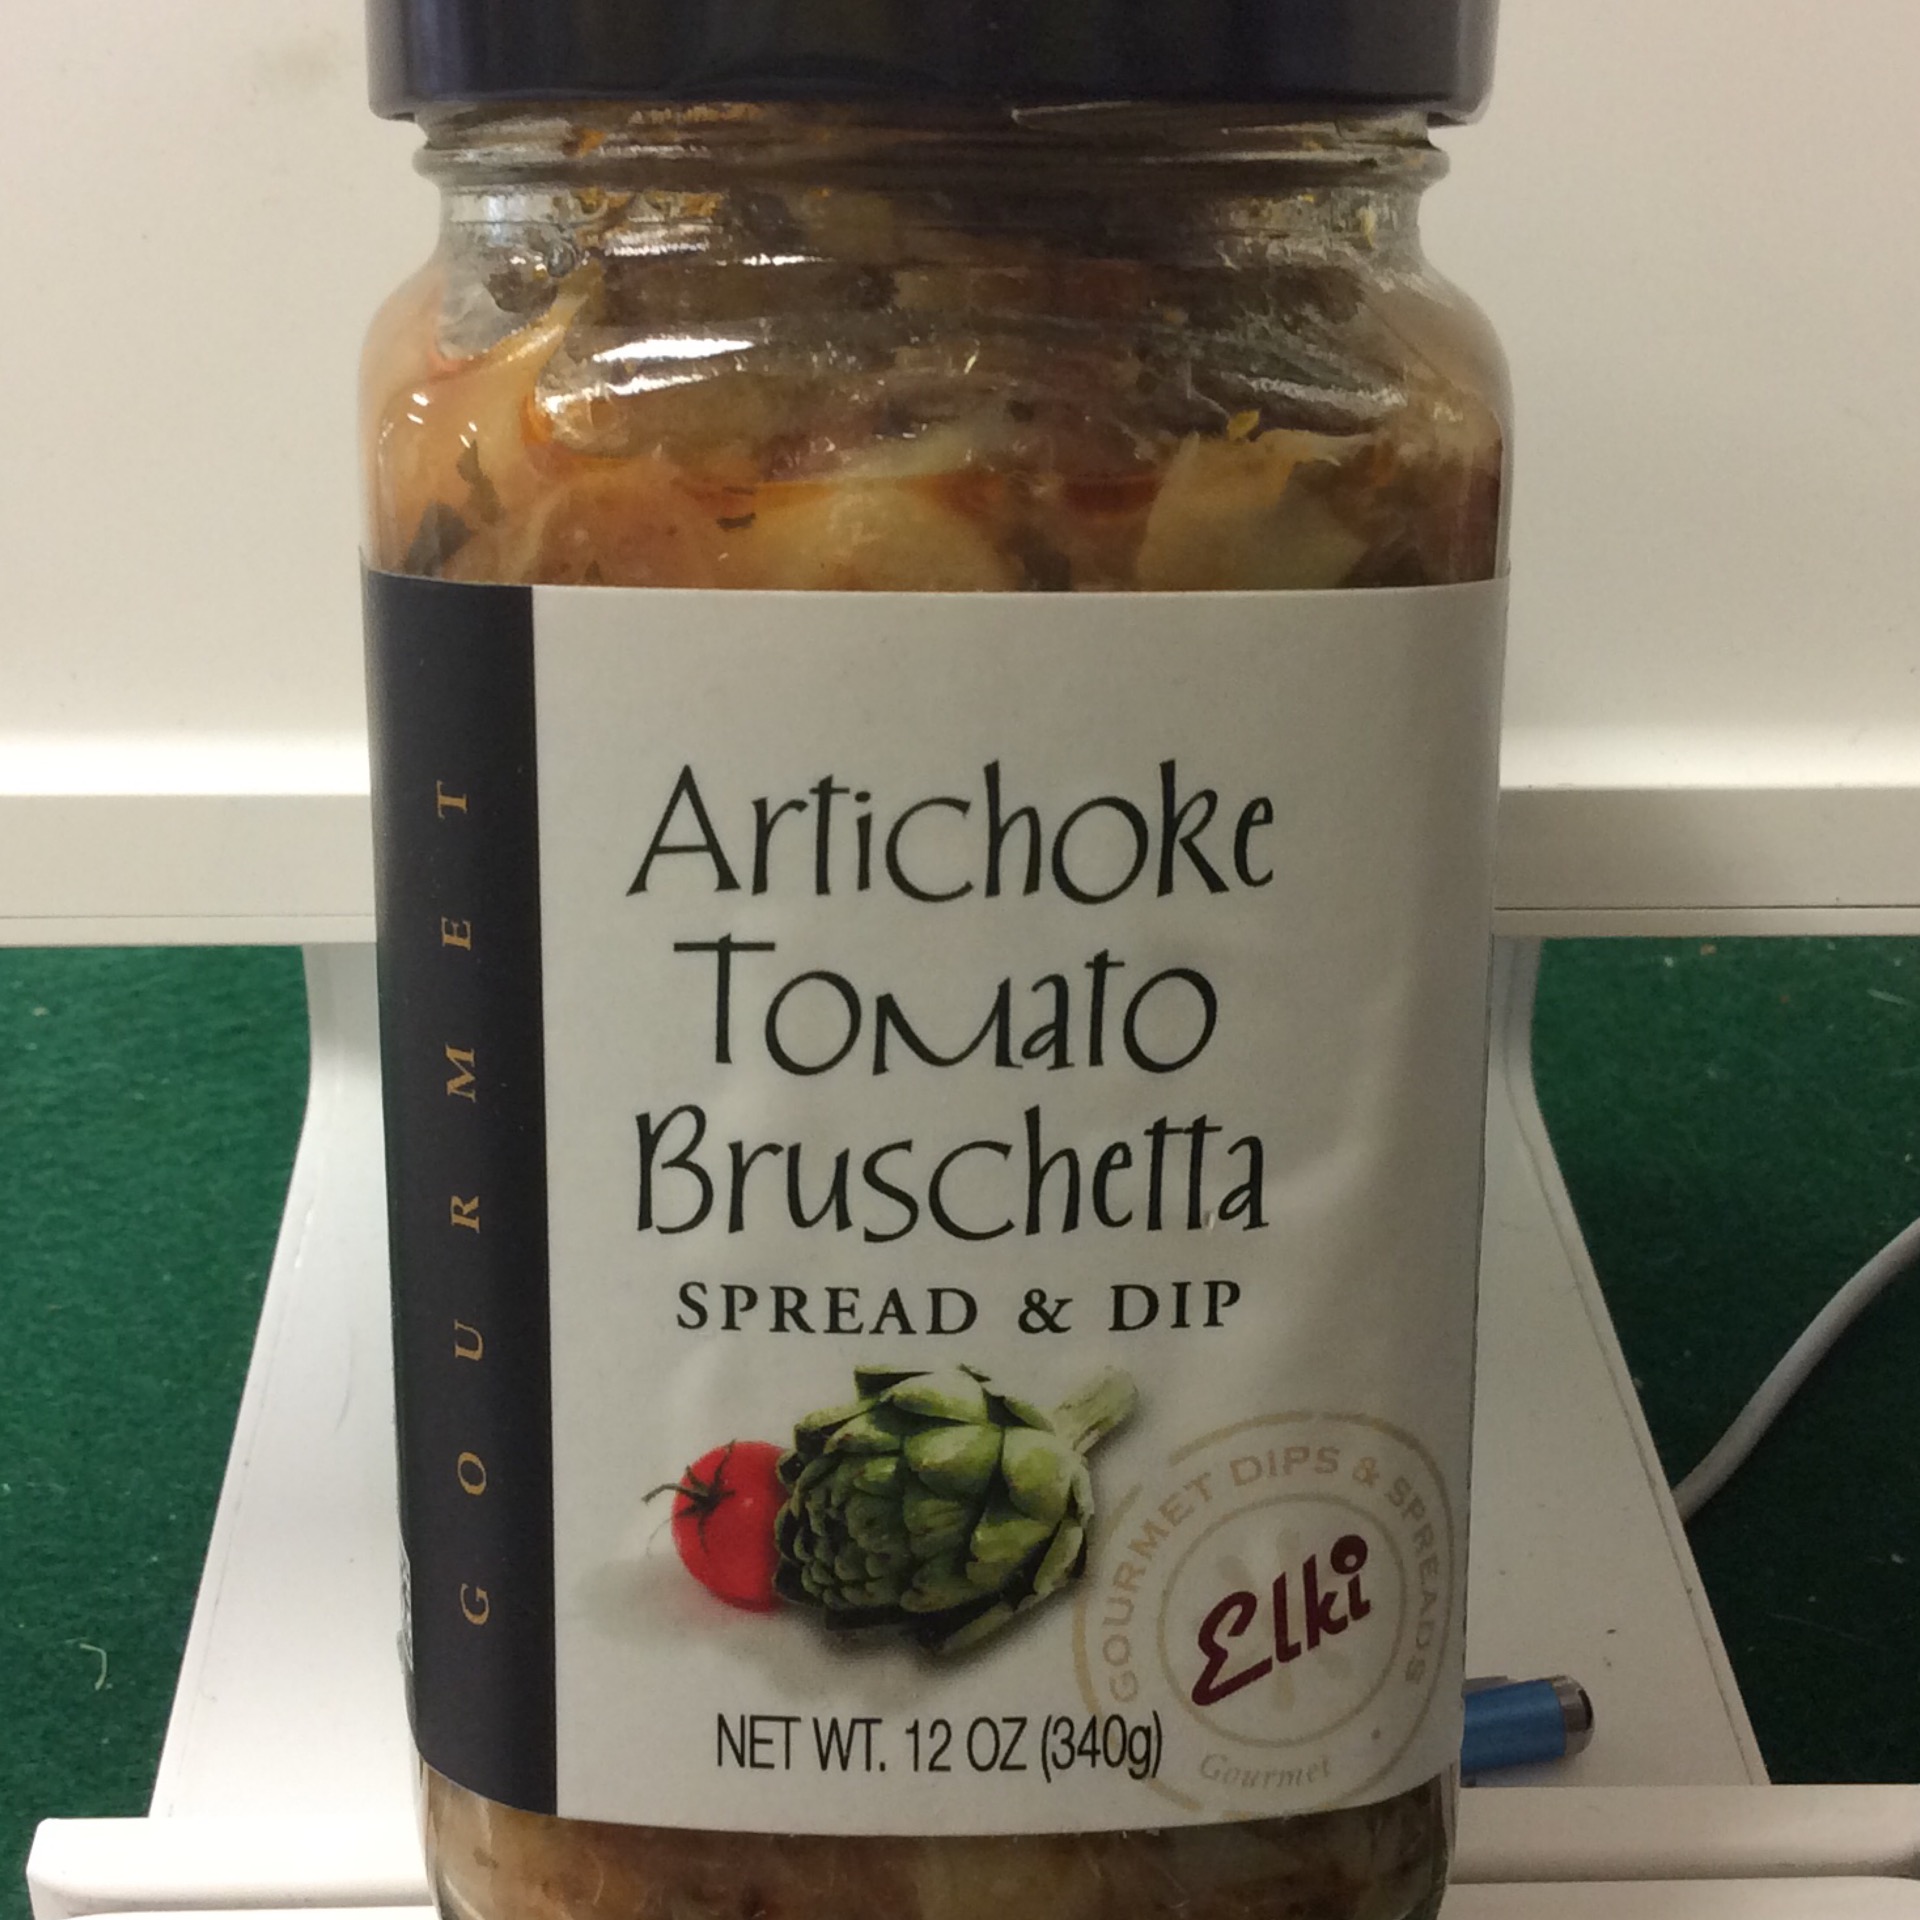 GOURMET
Artichoke
Tomato
Bruschetta
SPREAD & DIP
GOURMET DIPS & SPREADS
Elki
Gourmet
NET WT. 12 OZ (340g)